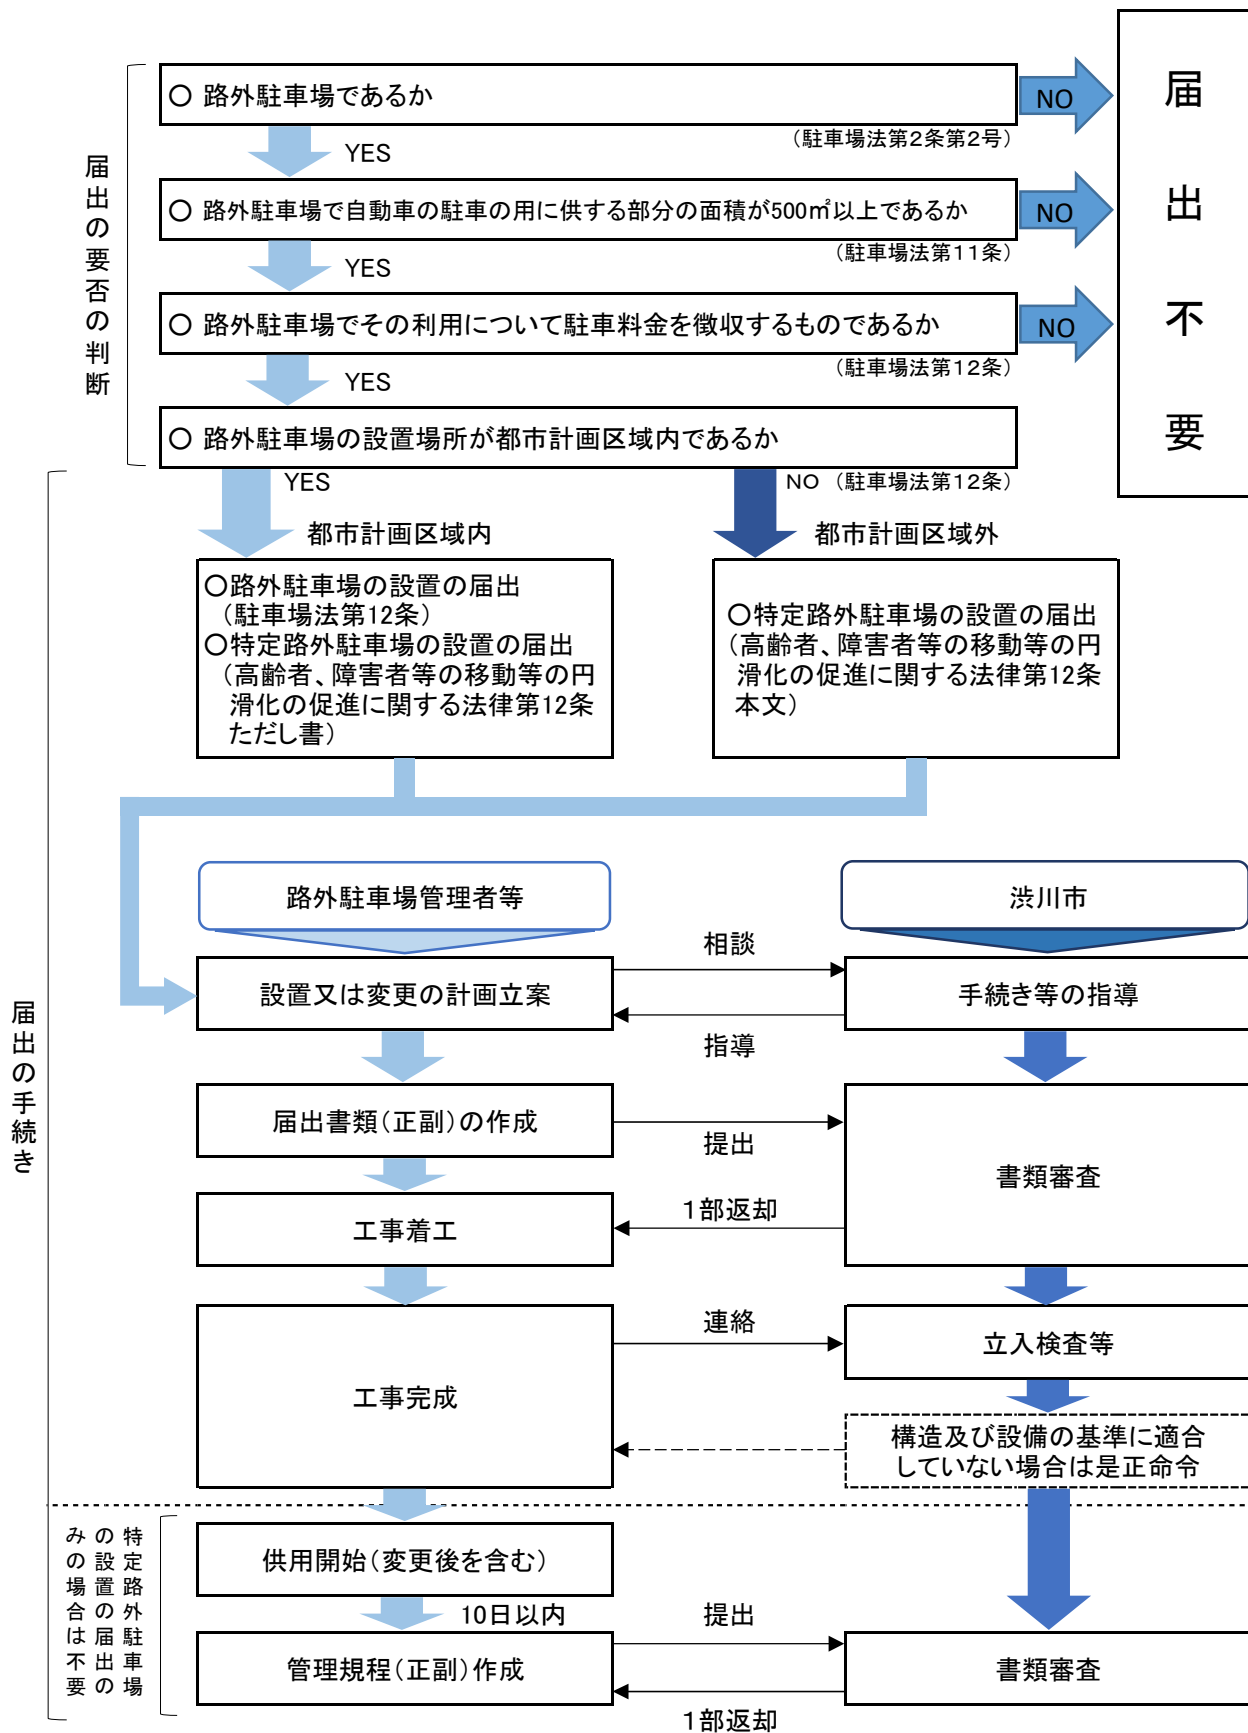 届出不要
届出の要否の判断
○ 路外駐車場であるか
NO
(駐車場法第2条第2号)
YES
○ 路外駐車場で自動車の駐車の用に供する部分の面積が500㎡以上であるか
NO
(駐車場法第11条)
YES
○ 路外駐車場でその利用について駐車料金を徴収するものであるか
NO
(駐車場法第12条)
YES
○ 路外駐車場の設置場所が都市計画区域内であるか
YES
NO (駐車場法第12条)
都市計画区域内
都市計画区域外
○路外駐車場の設置の届出
(駐車場法第12条)
○特定路外駐車場の設置の届出
(高齢者、障害者等の移動等の円
滑化の促進に関する法律第12条
ただし書)
○特定路外駐車場の設置の届出
(高齢者、障害者等の移動等の円
滑化の促進に関する法律第12条
本文)
届出の手続き
路外駐車場管理者等
渋川市
設置又は変更の計画立案
相談
指導
手続き等の指導
届出書類(正副)の作成
提出
書類審査
1部返却
工事着工
工事完成
連絡
立入検査等
構造及び設備の基準に適合
していない場合は是正命令
特定路外駐車場
の設置の届出の
みの場合は不要
供用開始(変更後を含む)
10日以内
管理規程(正副)作成
提出
書類審査
1部返却